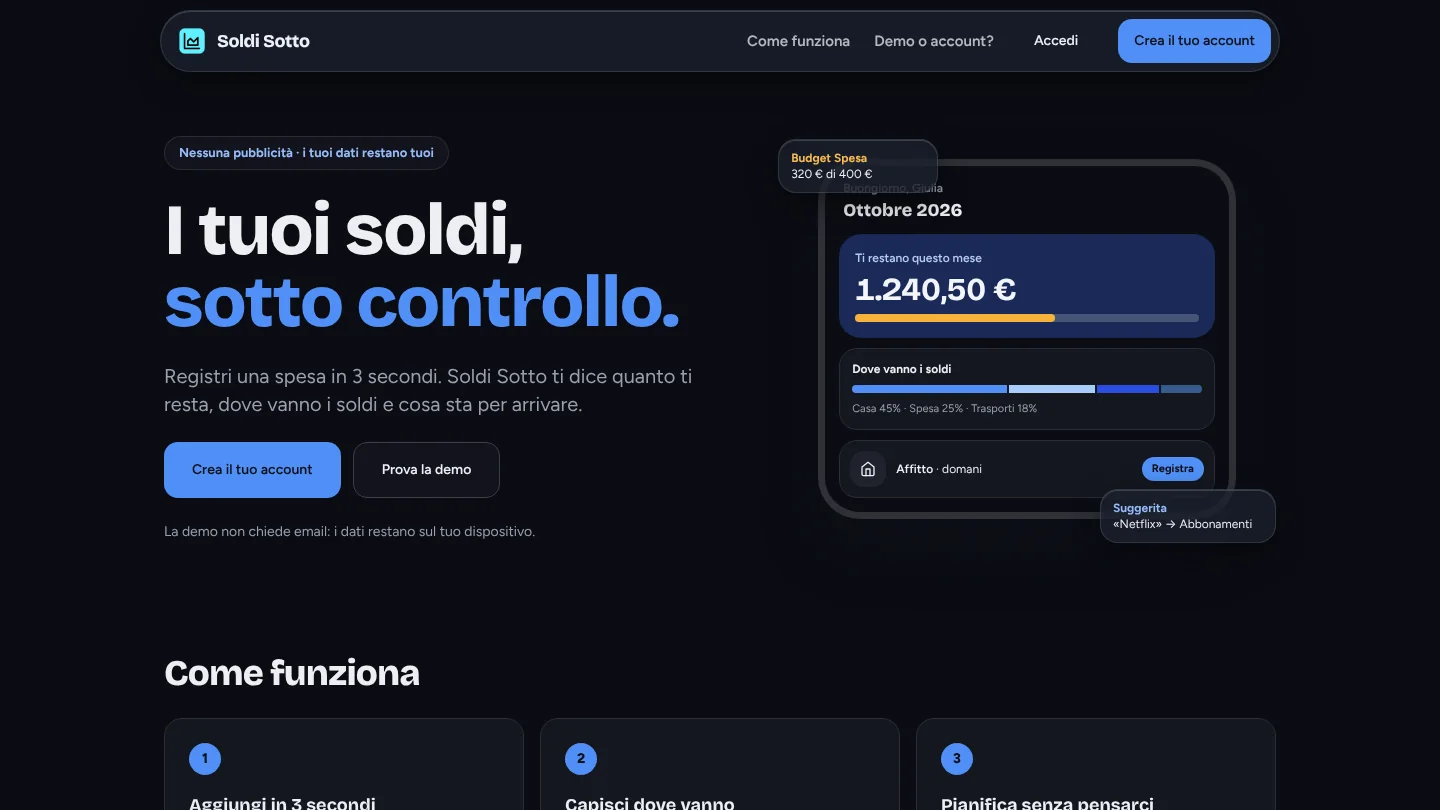 Soldi Sotto
Come funziona
Demo o account?
Accedi
Crea il tuo account
Nessuna pubblicità · i tuoi dati restano tuoi
I tuoi soldi,
sotto controllo.
Registri una spesa in 3 secondi. Soldi Sotto ti dice quanto ti
resta, dove vanno i soldi e cosa sta per arrivare.
Crea il tuo account
Prova la demo
La demo non chiede email: i dati restano sul tuo dispositivo.
Budget Spesa
320 € di 400 €
Buongiorno, Giulia
Ottobre 2026
Ti restano questo mese
1.240,50 €
Dove vanno i soldi
Casa 45% · Spesa 25% · Trasporti 18%
Affitto · domani
Registra
Suggerita
«Netflix» → Abbonamenti
Come funziona
1
Aggiungi in 3 secondi
2
Capisci dove vanno
3
Pianifica senza pensarci